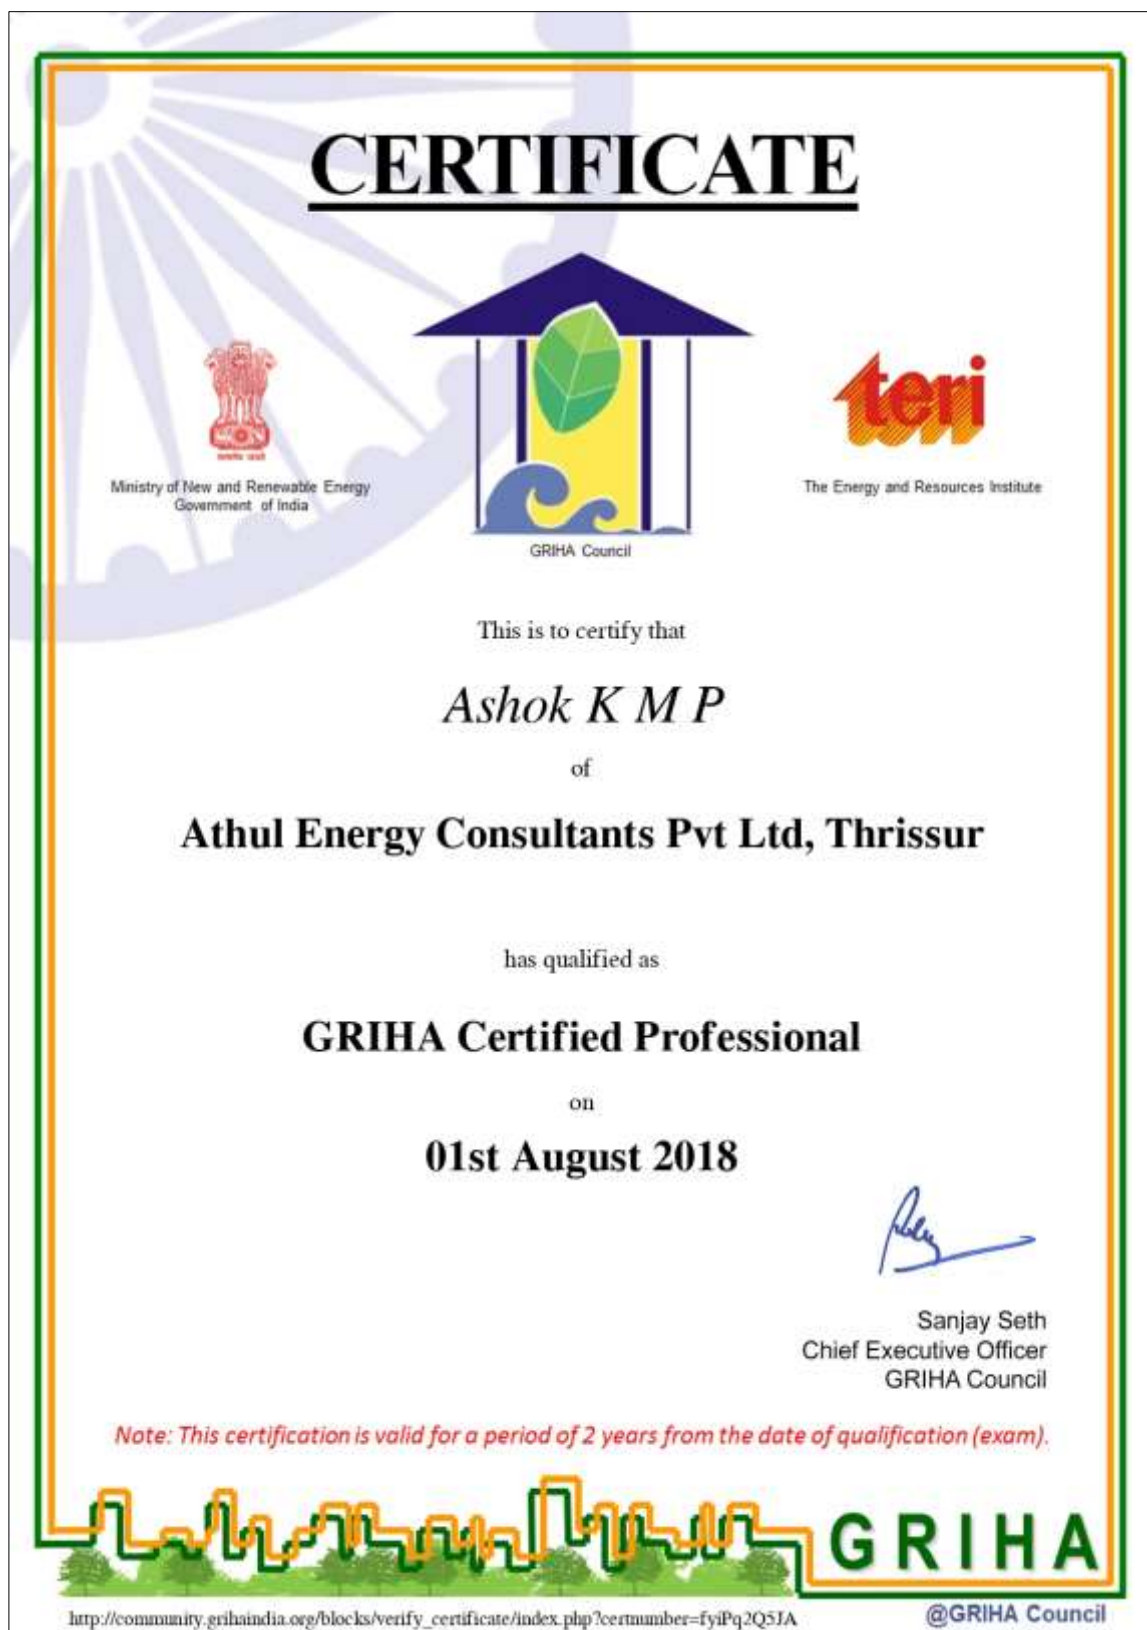 CERTIFICATE
teri
Ministry of New and Renewable Energy
Government of India
The Energy and Resources Institute
GRIHA Council
This is to certify that
Ashok K M P
of
Athul Energy Consultants Pvt Ltd, Thrissur
has qualified as
GRIHA Certified Professional
on
01st August 2018
Sanjay Seth
Chief Executive Officer
GRIHA Council
Note: This certification is valid for a period of 2 years from the date of qualification (exam).
GRIHA
http://community.grihaindia.org/blocks/verify_certificate/index.php?certnumber=fyiPq2Q5JA
@GRIHA Council